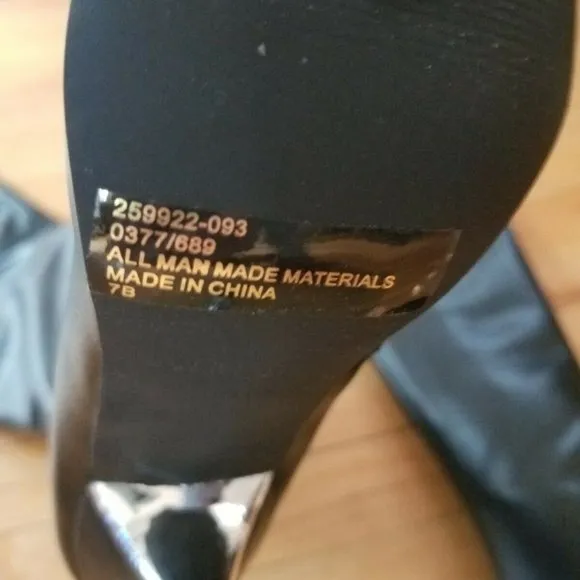 259922-093
0377/689
ALL MAN MADE MATERIALS
MADE IN CHINA
7B